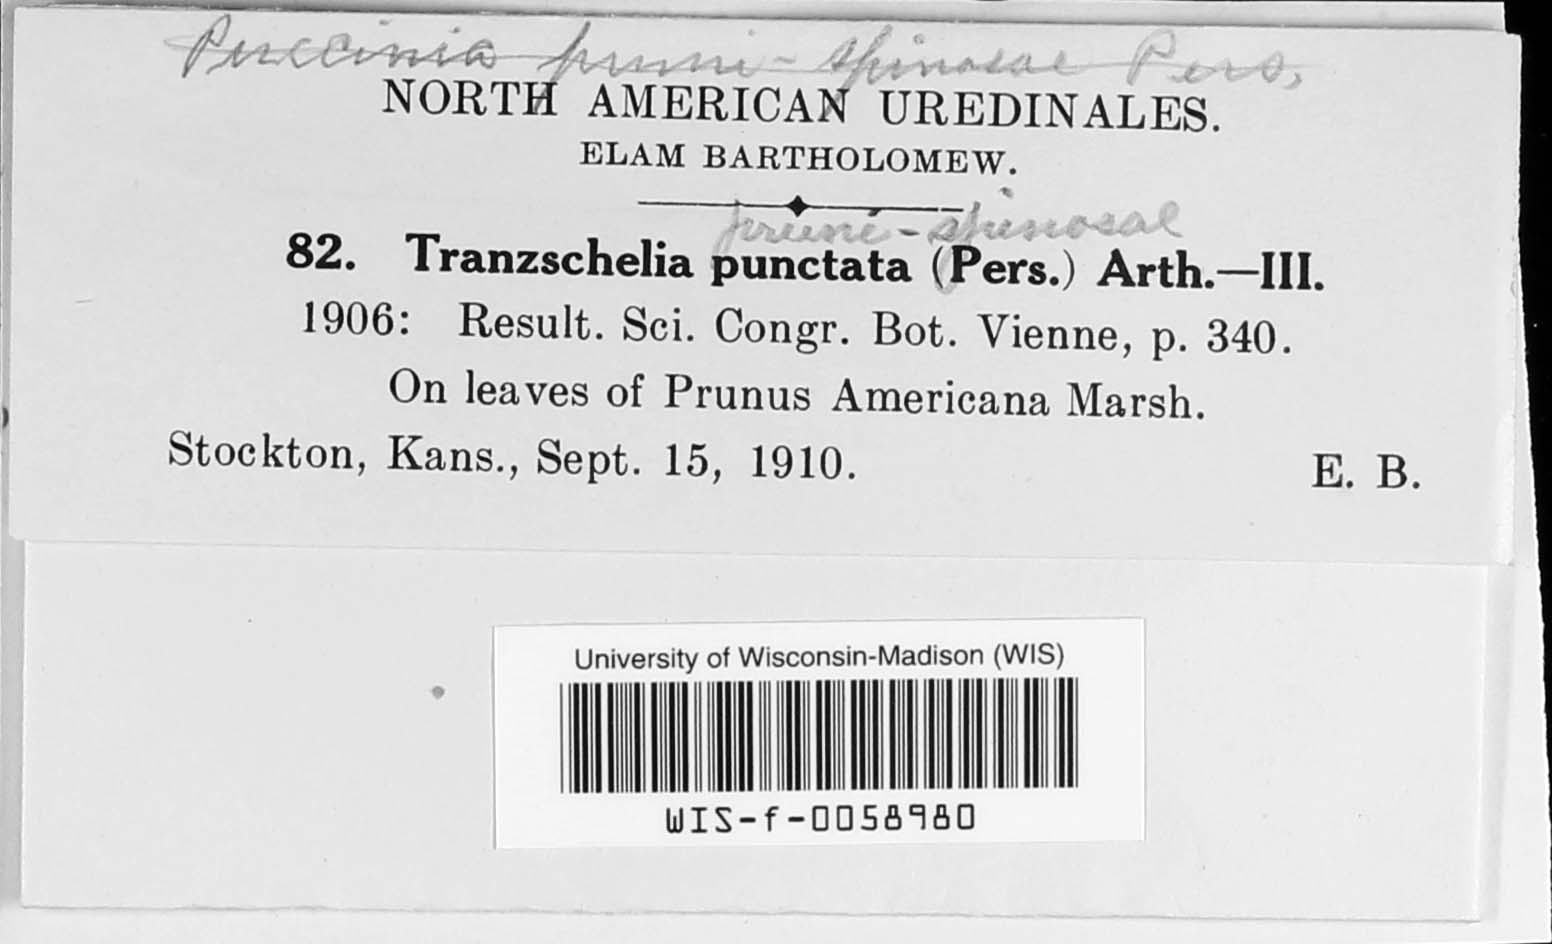 Puccinia pruni-spinosae Pers.
NORTH AMERICAN UREDINALES.
ELAM BARTHOLOMEW.
pruni-spinosae
82. Tranzschelia punctata (Pers.) Arth.—III.
1906: Result. Sci. Congr. Bot. Vienne, p. 340.
On leaves of Prunus Americana Marsh.
Stockton, Kans., Sept. 15, 1910. E. B.
University of Wisconsin-Madison (WIS)
WIS-f-0058980